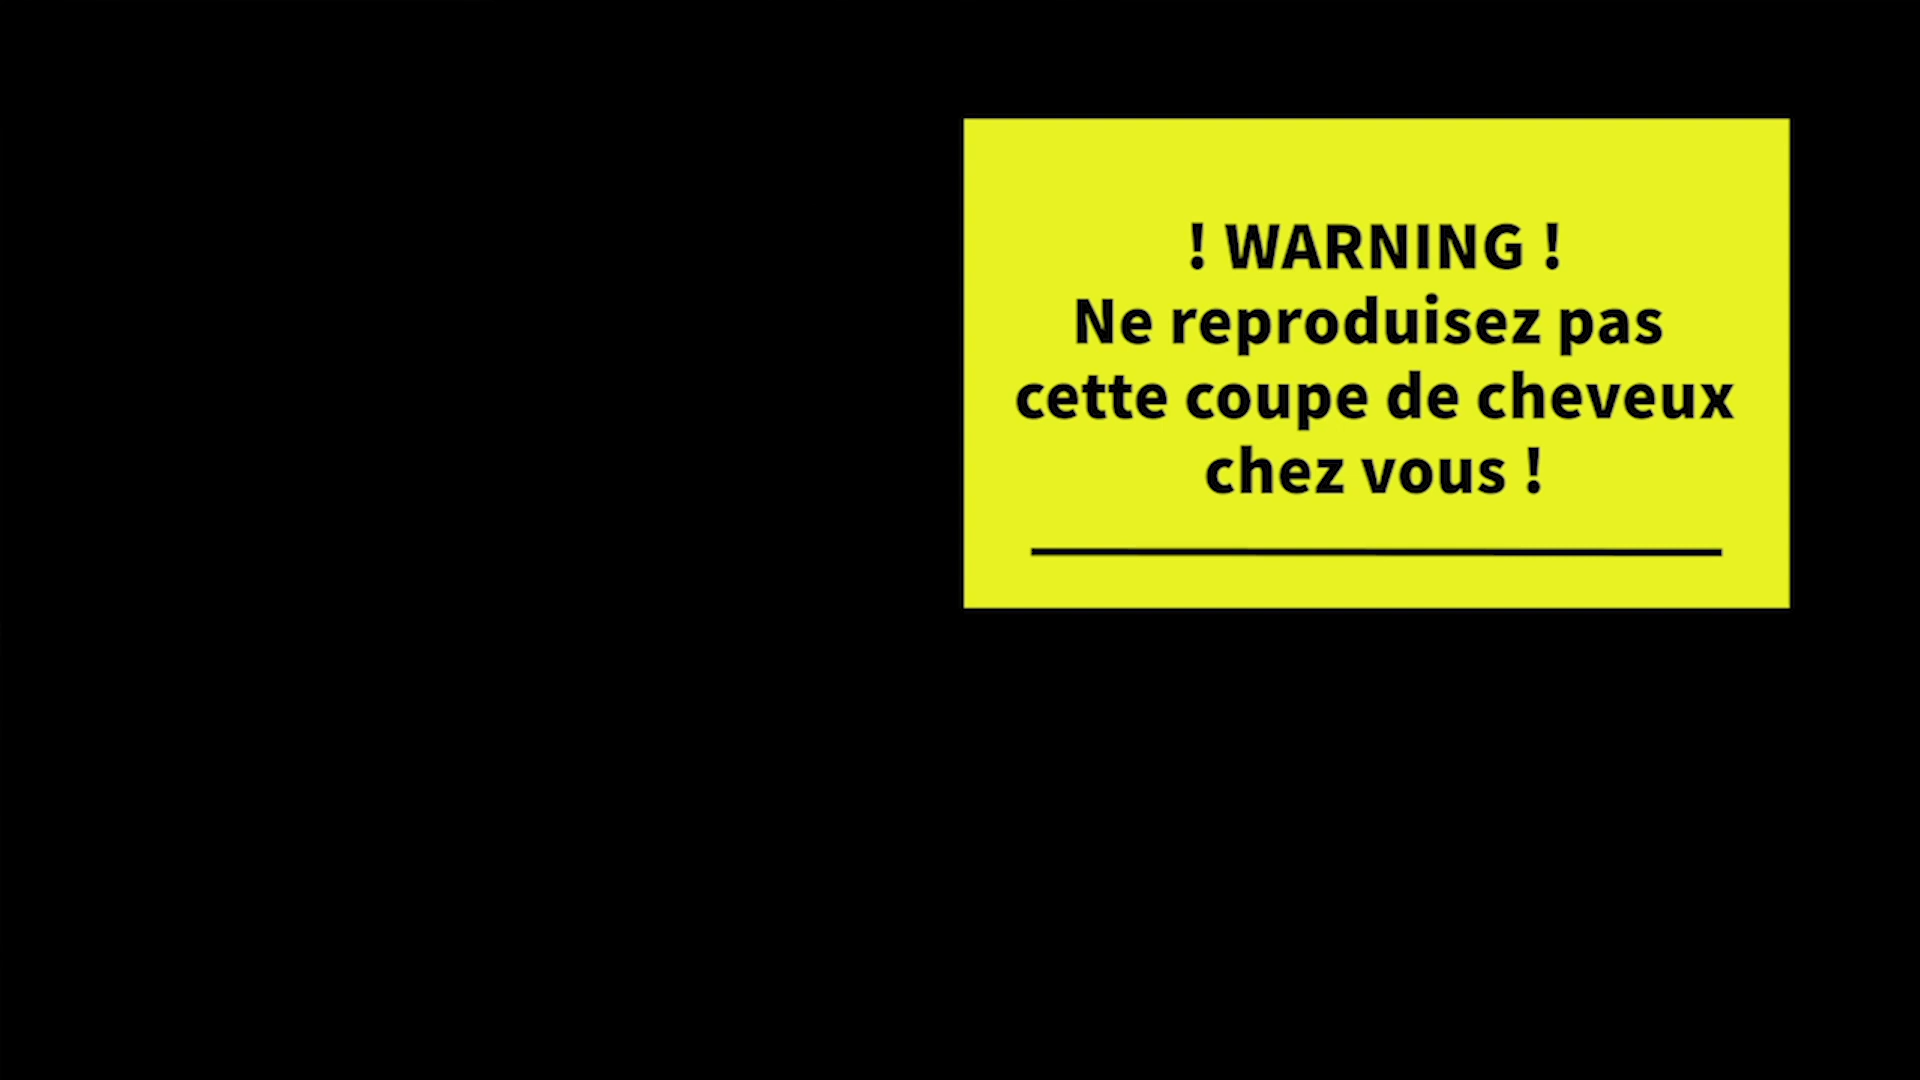 ! WARNING !
Ne reproduisez pas
cette coupe de cheveux
chez vous !